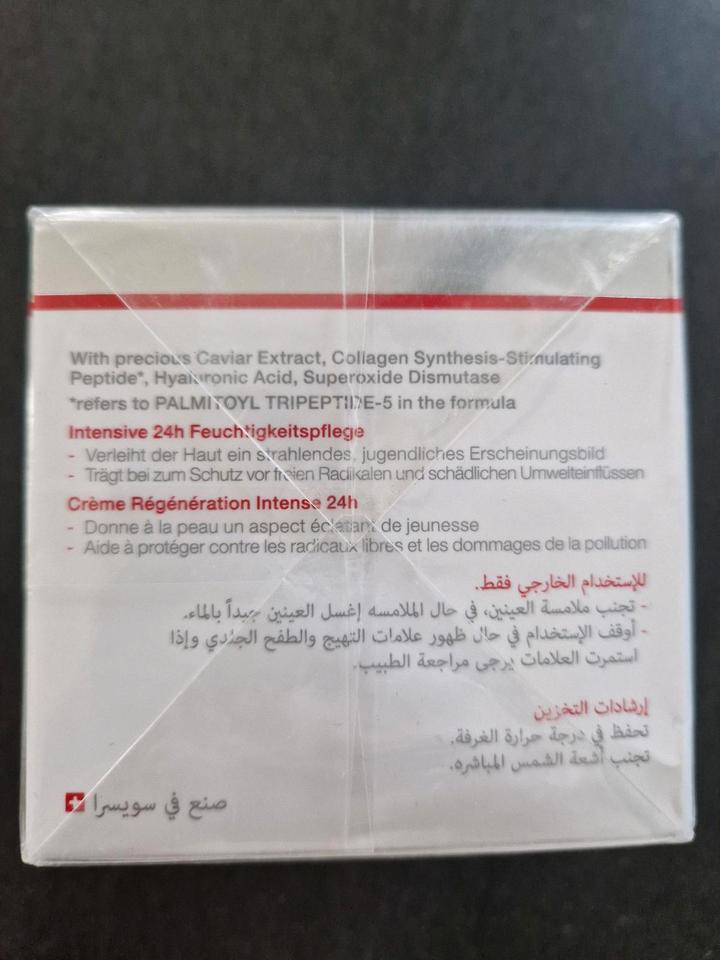 With precious Caviar Extract, Collagen Synthesis-Stimulating
Peptide*, Hyaluronic Acid, Superoxide Dismutase
*refers to PALMITOYL TRIPEPTIDE-5 in the formula
Intensive 24h Feuchtigkeitspflege
- Verleiht der Haut ein strahlendes, jugendliches Erscheinungsbild
- Trägt bei zum Schutz vor freien Radikalen und schädlichen Umwelteinflüssen
Crème Régénération Intense 24h
- Donne à la peau un aspect éclatant de jeunesse
- Aide à protéger contre les radicaux libres et les dommages de la pollution
للإستخدام الخارجي فقط.
- تجنب ملامسة العينين، في حال الملامسه إغسل العينين جيداً بالماء.
- أوقف الإستخدام في حال ظهور علامات التهيج والطفح الجلدي وإذا
استمرت العلامات يرجى مراجعة الطبيب.
إرشادات التخزين
تحفظ في درجة حرارة الغرفة.
تجنب أشعة الشمس المباشره.
صنع في سويسرا